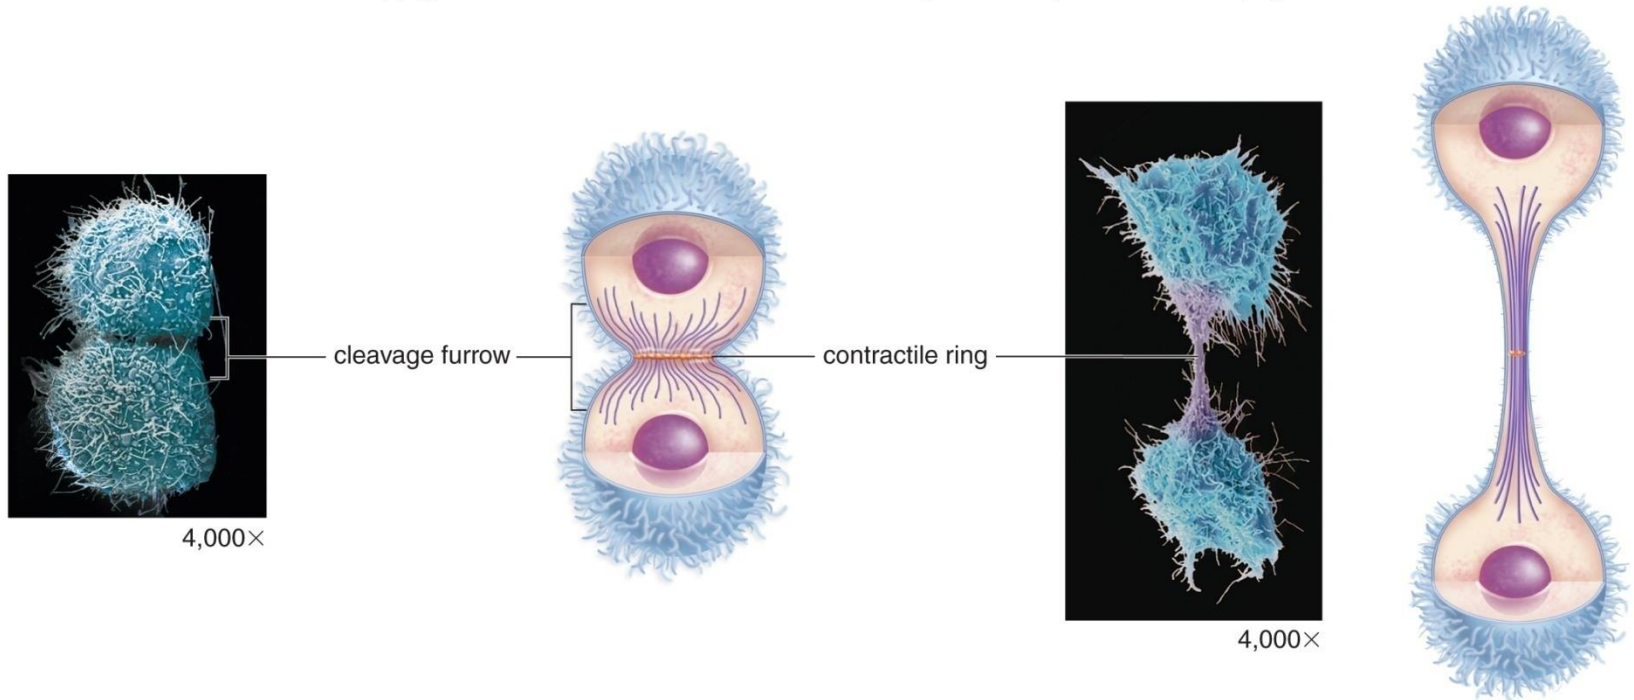 cleavage furrow
contractile ring
4,000×
4,000×